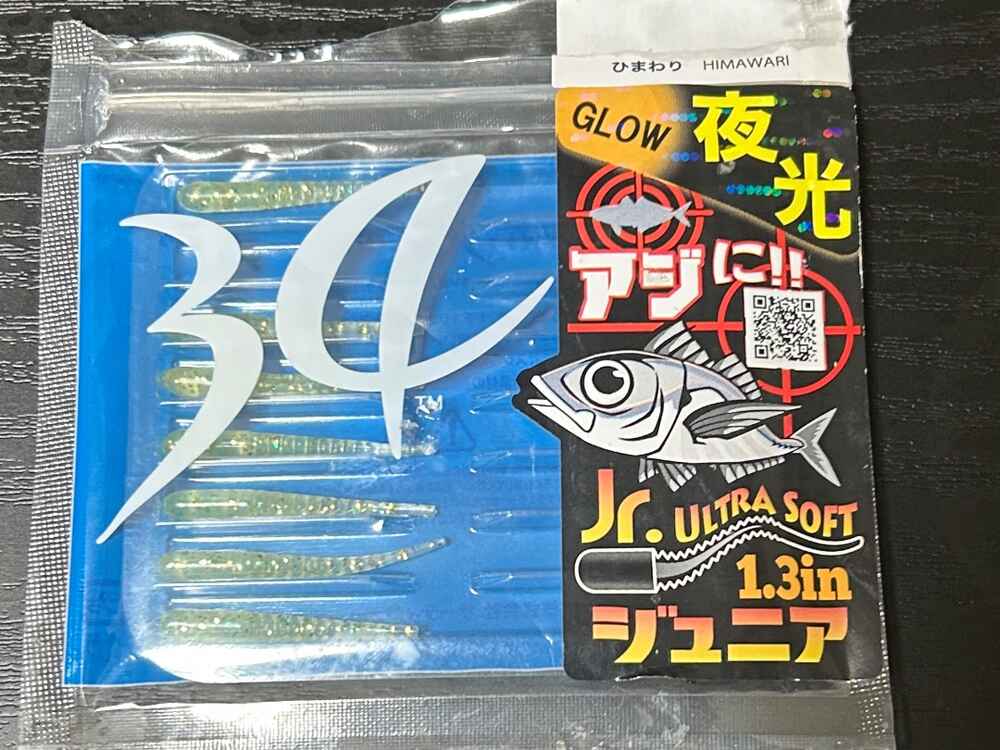 ひまわり HIMAWARI
GLOW
夜光
アジに!!
34
TM
Jr. ULTRA SOFT
1.3in
ジュニア